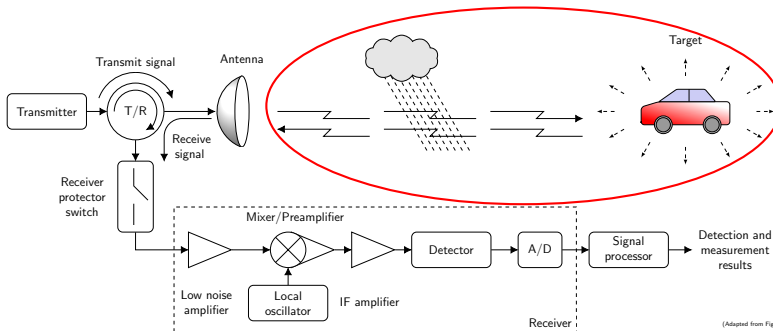 Transmit signal
Antenna
Target
Transmitter
T/R
Receive
signal
Receiver
protector
switch
Mixer/Preamplifier
Detector
A/D
Signal
processor
Detection and
measurement
results
Low noise
amplifier
Local
oscillator
IF amplifier
Receiver
(Adapted from Fig